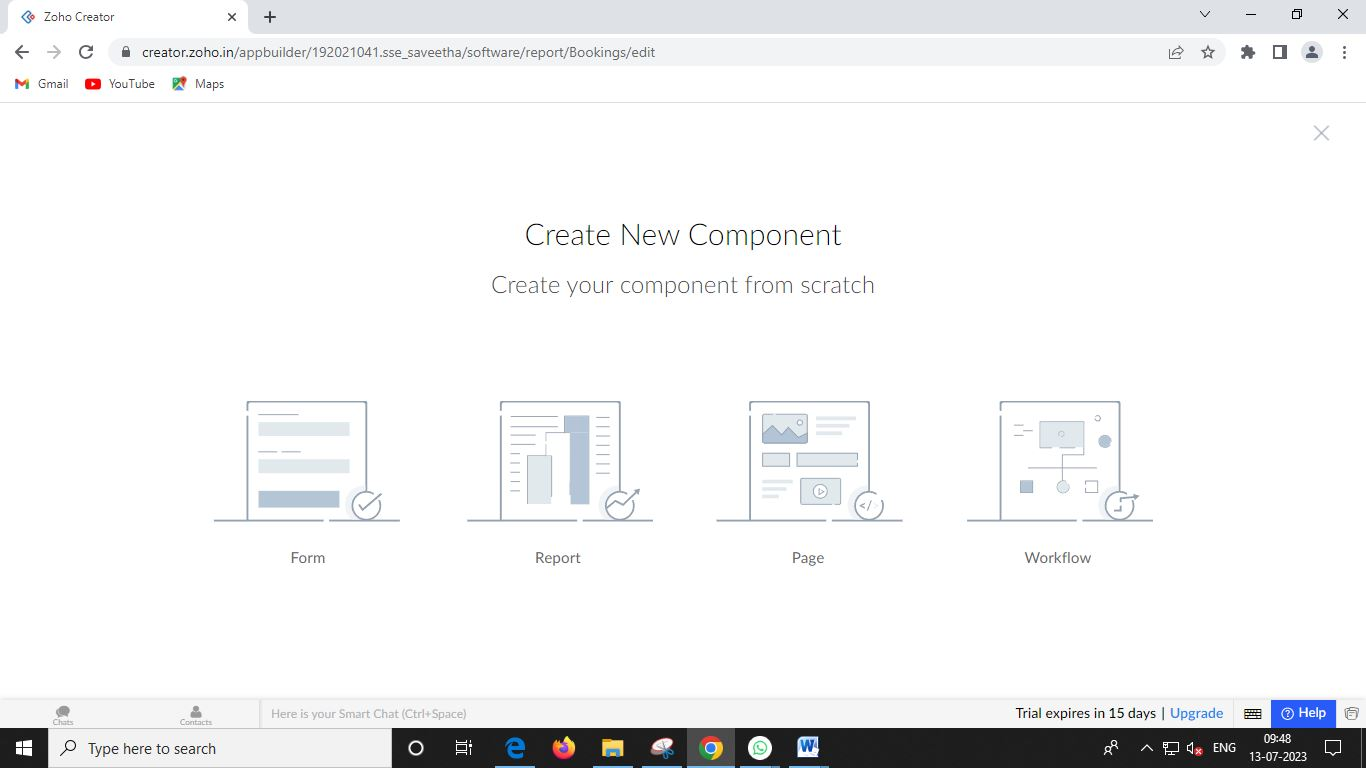 Zoho Creator
creator.zoho.in/appbuilder/192021041.sse_saveetha/software/report/Bookings/edit
Gmail YouTube Maps
Create New Component
Create your component from scratch
</>
Form Report Page Workflow
Chats Contacts Here is your Smart Chat (Ctrl+Space) Trial expires in 15 days | Upgrade Help
Type here to search ENG 09:48
13-07-2023